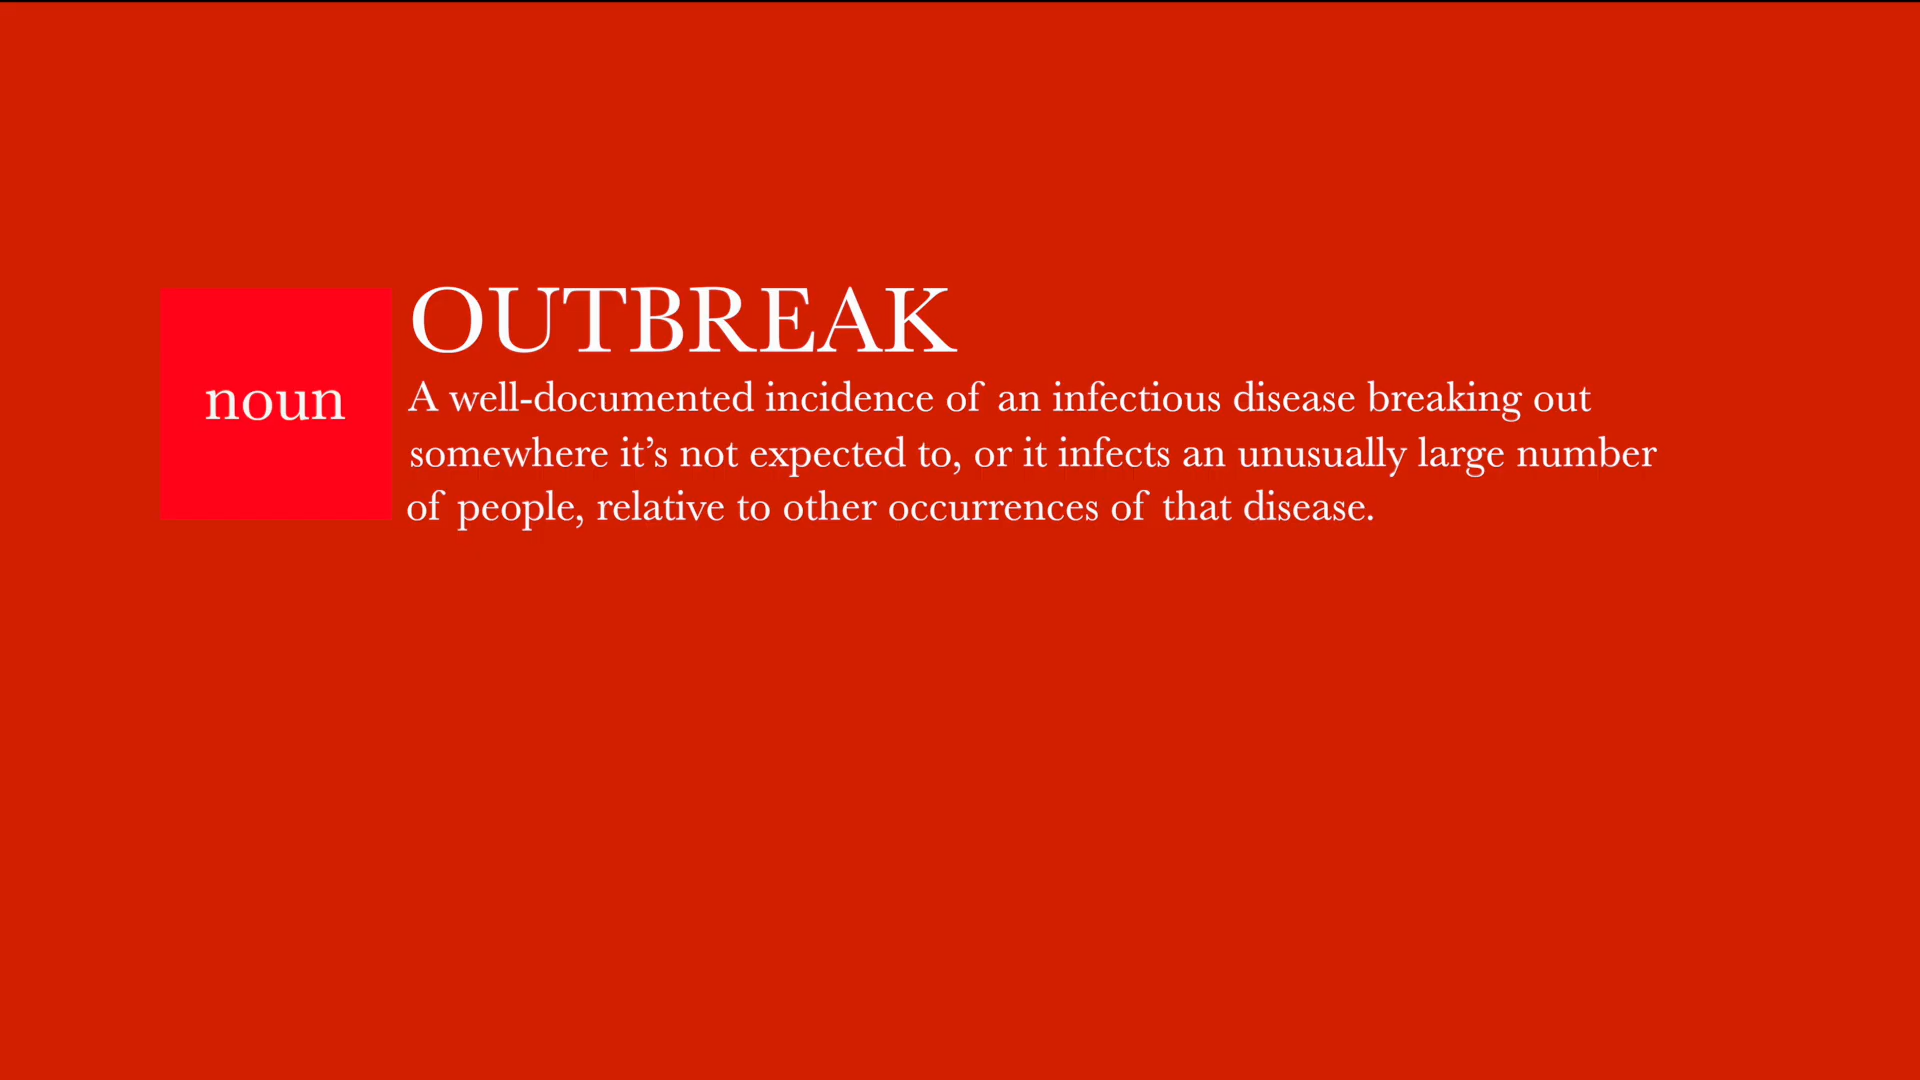 noun
OUTBREAK
A well-documented incidence of an infectious disease breaking out
somewhere it’s not expected to, or it infects an unusually large number
of people, relative to other occurrences of that disease.